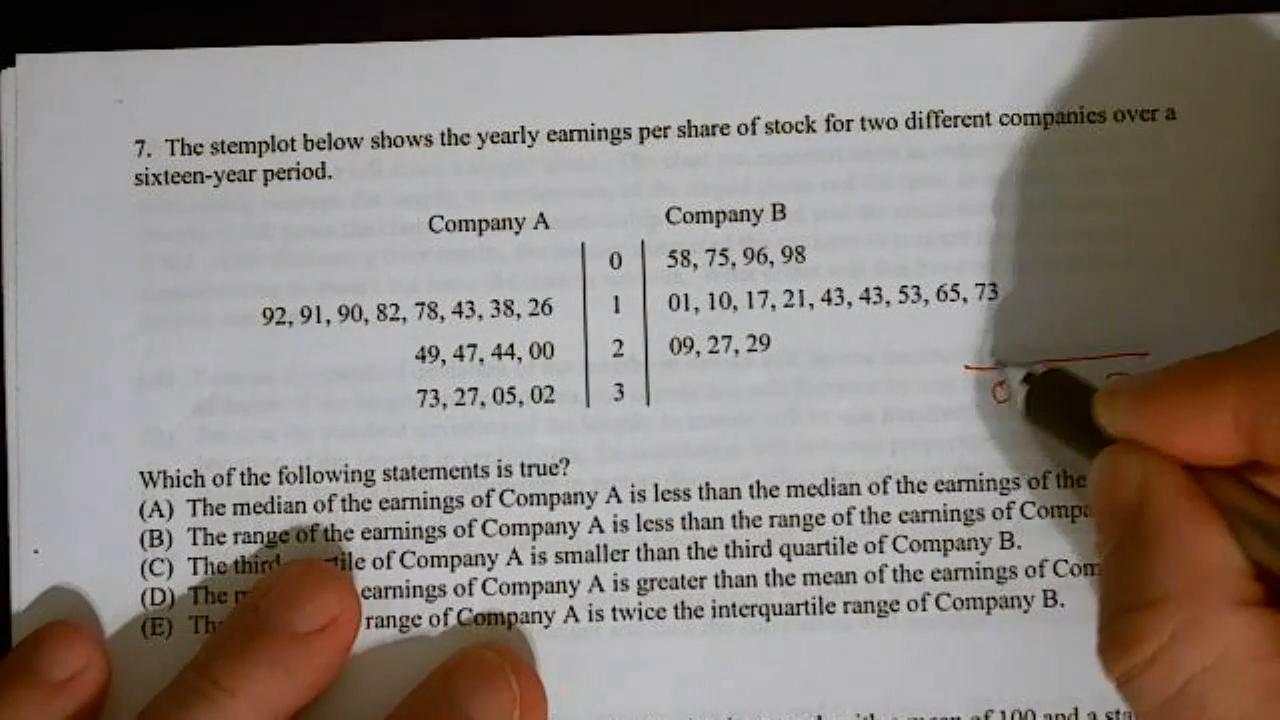 7. The stemplot below shows the yearly earnings per share of stock for two different companies over a
sixteen-year period.
Company A Company B
0 58, 75, 96, 98
92, 91, 90, 82, 78, 43, 38, 26 1 01, 10, 17, 21, 43, 43, 53, 65, 73
49, 47, 44, 00 2 09, 27, 29
73, 27, 05, 02 3
Which of the following statements is true?
(A) The median of the earnings of Company A is less than the median of the earnings of the
(B) The range of the earnings of Company A is less than the range of the earnings of
(C) The third of Company A is smaller than the third quartile of Company B.
(D) The earnings of Company A is greater than the mean of the earnings of
(E) range of Company A is twice the interquartile range of Company B.
mean of 100 and a